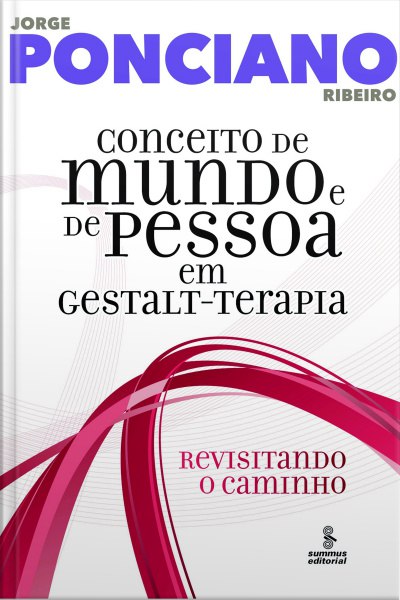 JORGE
PONCIANO
RIBEIRO
CONCEITO DE
MUNDO e
DE PESSOA
em
GESTALT-TERAPIA
REVISITANDO
O CAMINHO
summus
editorial